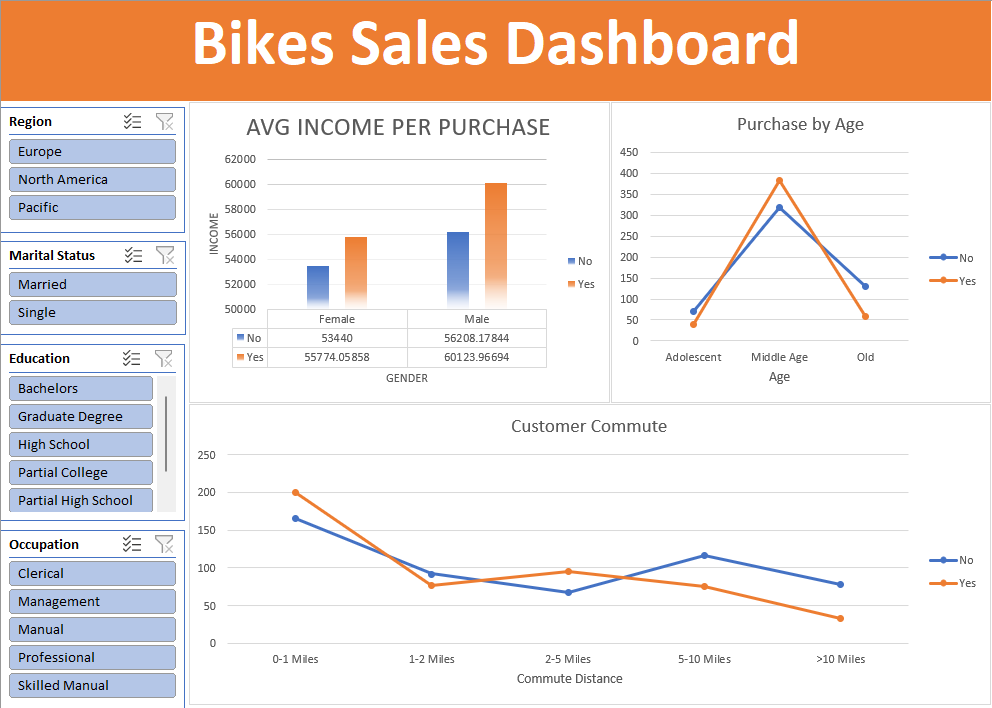 Bikes Sales Dashboard
Region
Europe
North America
Pacific
Marital Status
Married
Single
Education
Bachelors
Graduate Degree
High School
Partial College
Partial High School
Occupation
Clerical
Management
Manual
Professional
Skilled Manual
AVG INCOME PER PURCHASE
62000
60000
58000
56000
54000
52000
50000
INCOME
Female Male
No 53440 56208.17844
Yes 55774.05858 60123.96694
GENDER
No
Yes
Purchase by Age
450
400
350
300
250
200
150
100
50
0
Adolescent Middle Age Old
Age
No
Yes
Customer Commute
250
200
150
100
50
0
0-1 Miles 1-2 Miles 2-5 Miles 5-10 Miles >10 Miles
Commute Distance
No
Yes